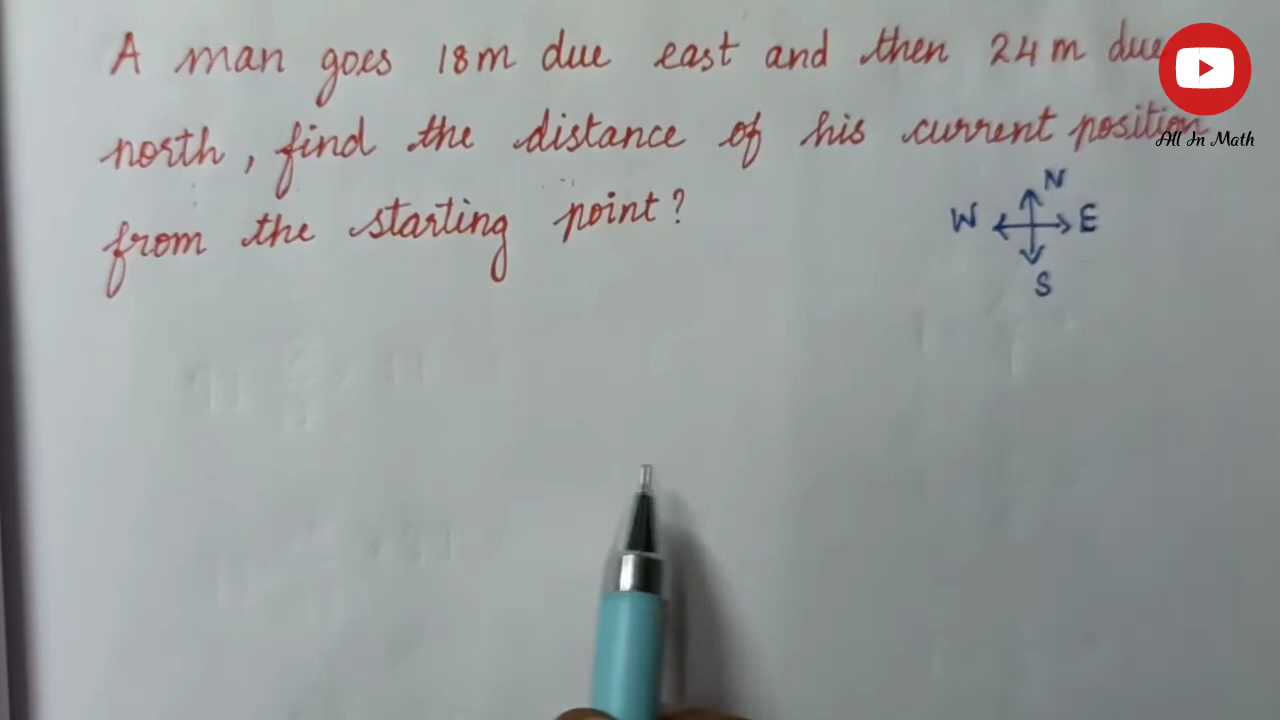 A man goes 18m due east and then 24m due
north, find the distance of his current position
All In Math
from the starting point?
N
W E
S